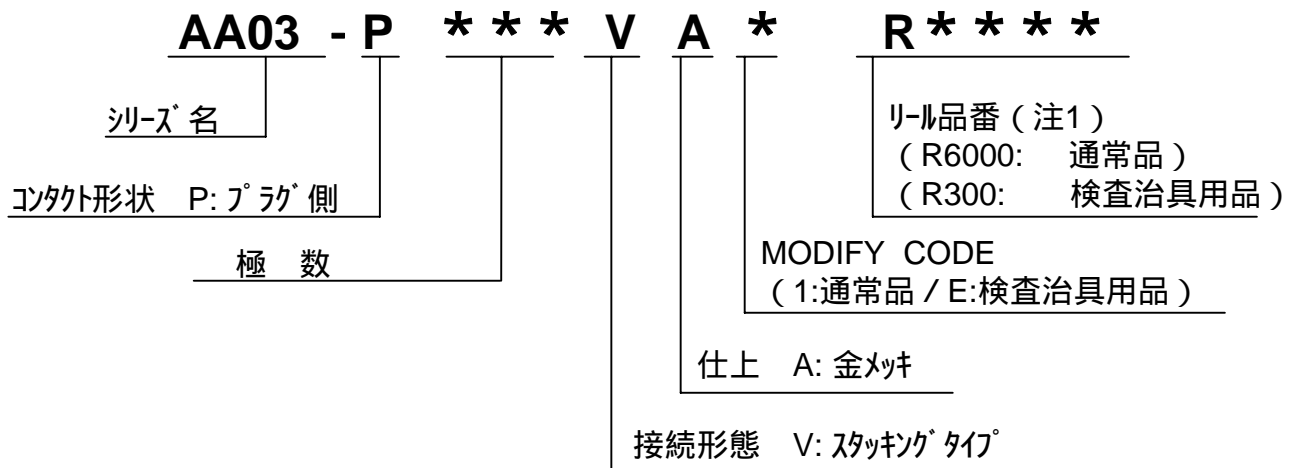 AA03 - P *** V A * R****
シリーズ名
リール品番(注1)
(R6000: 通常品)
(R300: 検査治具用品)
コンタクト形状 P: プラグ側
極 数
MODIFY CODE
(1:通常品 / E:検査治具用品)
仕上 A: 金メッキ
接続形態 V: スタッキングタイプ